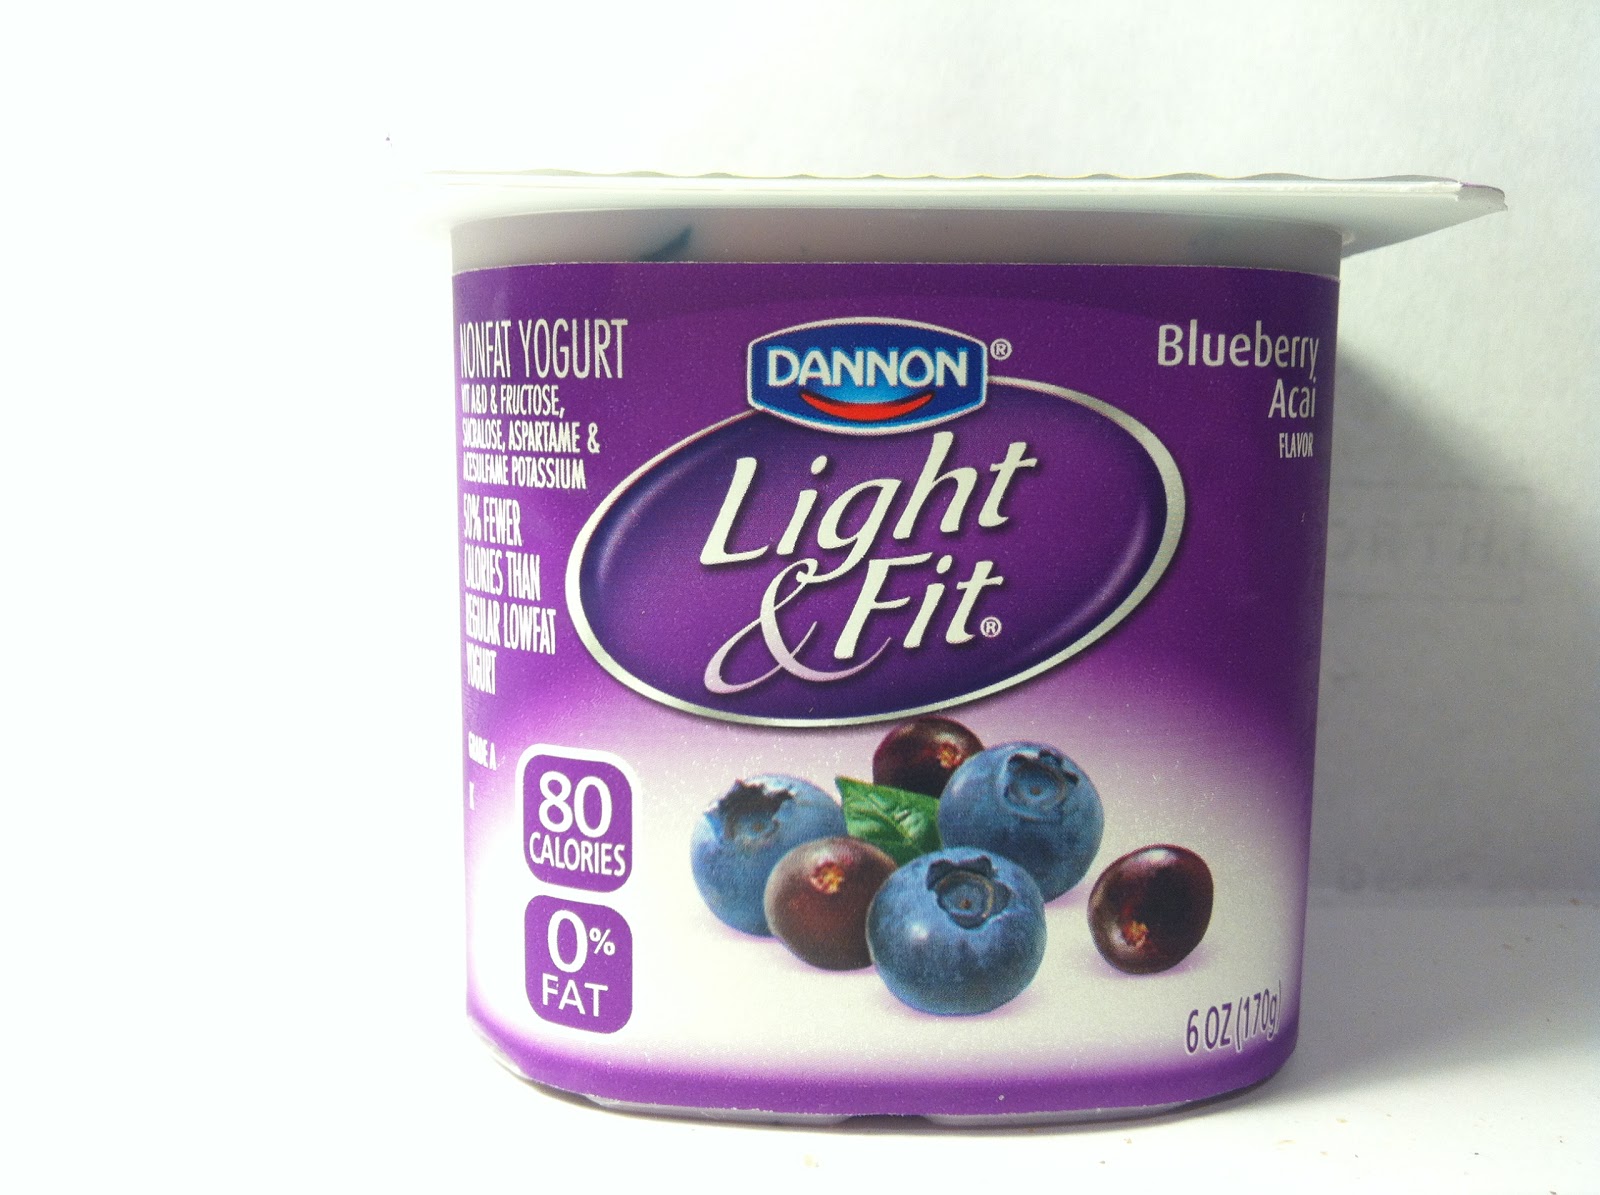 NONFAT YOGURT
VIT A&D & FRUCTOSE,
SUCRALOSE, ASPARTAME &
ACESULFAME POTASSIUM
50% FEWER
CALORIES THAN
REGULAR LOWFAT
YOGURT
GRADE A
K
DANNON®
Light
& Fit®
Blueberry
Acai
FLAVOR
80
CALORIES
0%
FAT
6 OZ (170g)